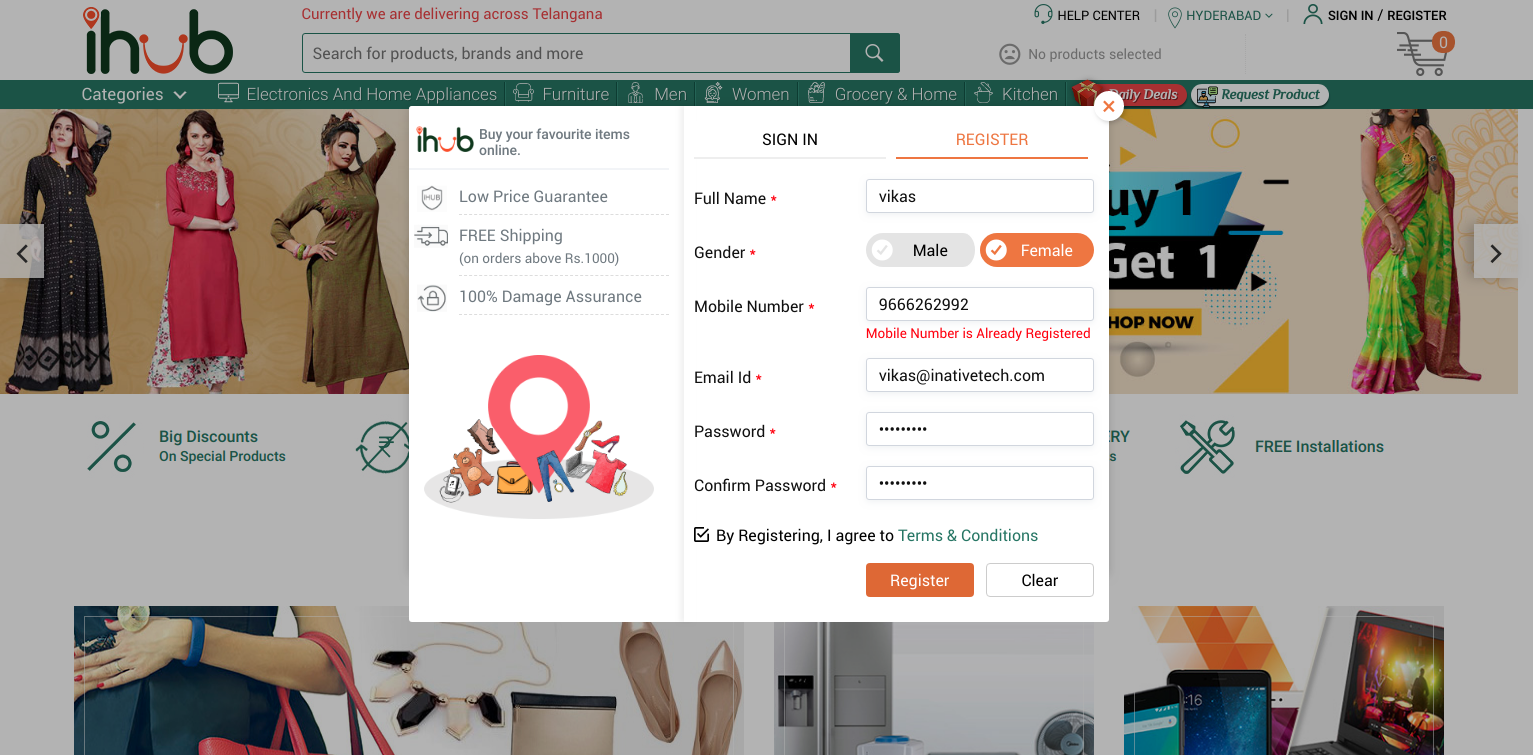 ihub
Currently we are delivering across Telangana
HELP CENTER
HYDERABAD
SIGN IN / REGISTER
Search for products, brands and more
No products selected
0
Categories
Electronics And Home Appliances
Furniture
Men
Women
Grocery & Home
Kitchen
Daily Deals
Request Product
ihub
Buy your favourite items
online.
IHUB
Low Price Guarantee
FREE Shipping
(on orders above Rs.1000)
100% Damage Assurance
SIGN IN
REGISTER
Full Name *
vikas
Gender *
Male
Female
Mobile Number *
9666262992
Mobile Number is Already Registered
Email Id *
vikas@inativetech.com
Password *
•••••••••
Confirm Password *
•••••••••
By Registering, I agree to Terms & Conditions
Register
Clear
uy 1
Get 1
HOP NOW
Big Discounts
On Special Products
RY
s
FREE Installations
:16